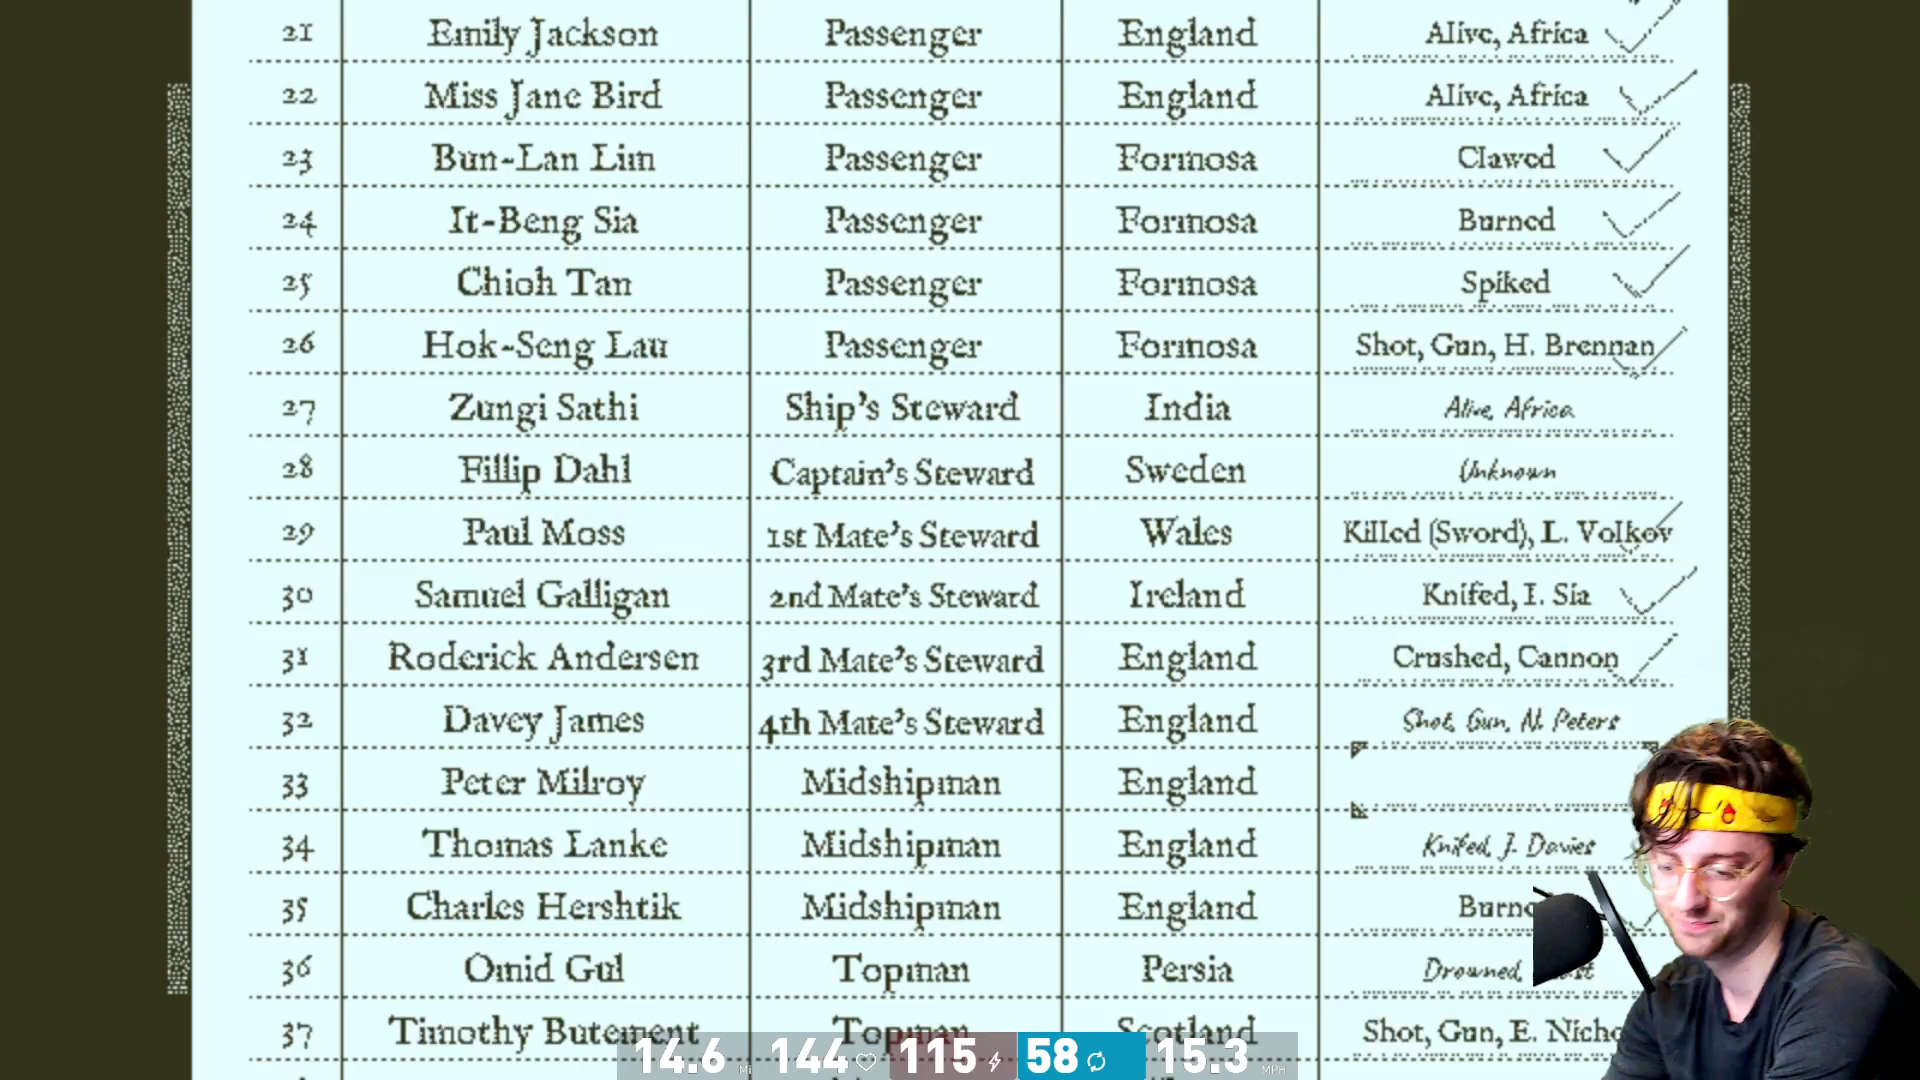 21 Emily Jackson Passenger England Alive, Africa
22 Miss Jane Bird Passenger England Alive, Africa
23 Bun-Lan Lim Passenger Formosa Clawed
24 It-Beng Sia Passenger Formosa Burned
25 Chioh Tan Passenger Formosa Spiked
26 Hok-Seng Lau Passenger Formosa Shot, Gun, H. Brennan
27 Zungi Sathi Ship's Steward India Alive, Africa
28 Fillip Dahl Captain's Steward Sweden Unknown
29 Paul Moss 1st Mate's Steward Wales Killed (Sword), L. Volkov
30 Samuel Galligan 2nd Mate's Steward Ireland Knifed, I. Sia
31 Roderick Andersen 3rd Mate's Steward England Crushed, Cannon
32 Davey James 4th Mate's Steward England Shot, Gun, N. Peters
33 Peter Milroy Midshipman England
34 Thomas Lanke Midshipman England Knifed, J. Davies
35 Charles Hershtik Midshipman England
36 Omid Gul Topman Persia Drowned,
37 Timothy Butement Topman Scotland Shot, Gun, E.
14.6 MI 144 115 58 15.3 MPH